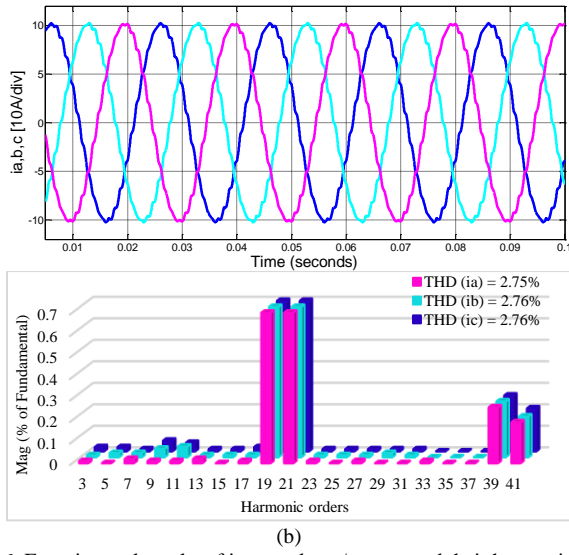 ia,b,c [10A/div]
10
5
0
-5
-10
0.01 0.02 0.03 0.04 0.05 0.06 0.07 0.08 0.09 0.1
Time (seconds)
THD (ia) = 2.75%
THD (ib) = 2.76%
THD (ic) = 2.76%
Mag (% of Fundamental)
0.7
0.6
0.5
0.4
0.3
0.2
0.1
0
3 5 7 9 11 13 15 17 19 21 23 25 27 29 31 33 35 37 39 41
Harmonic orders
(b)